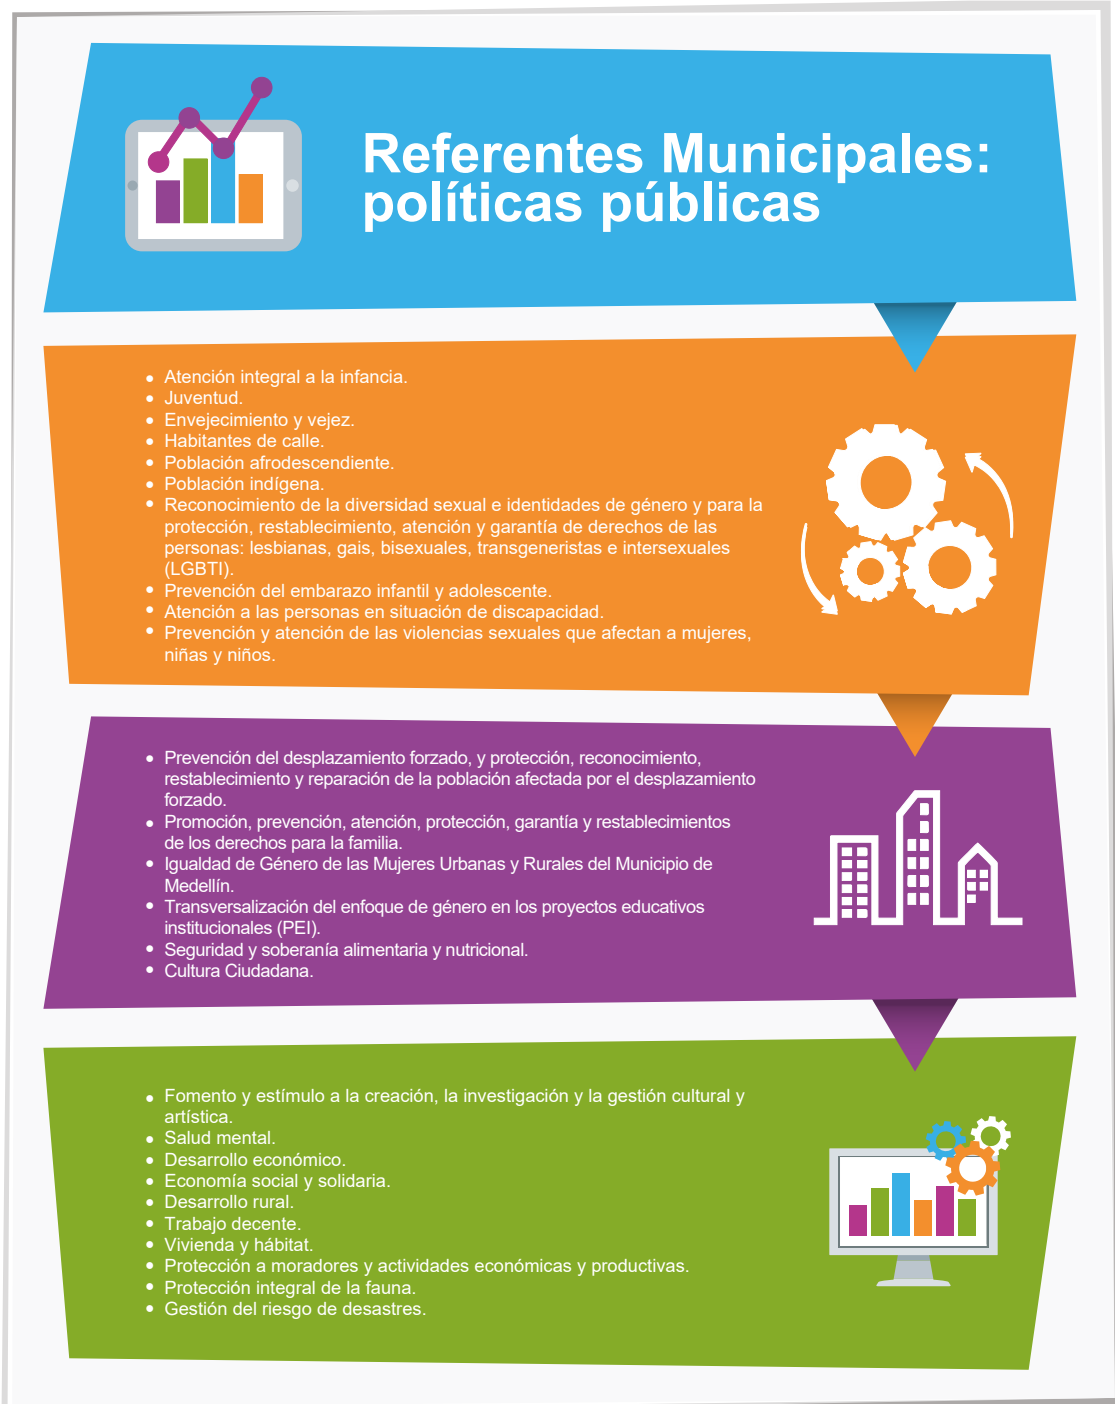 Referentes Municipales:
políticas públicas
• Atención integral a la infancia.
• Juventud.
• Envejecimiento y vejez.
• Habitantes de calle.
• Población afrodescendiente.
• Población indígena.
• Reconocimiento de la diversidad sexual e identidades de género y para la
protección, restablecimiento, atención y garantía de derechos de las
personas: lesbianas, gais, bisexuales, transgeneristas e intersexuales
(LGBTI).
• Prevención del embarazo infantil y adolescente.
• Atención a las personas en situación de discapacidad.
• Prevención y atención de las violencias sexuales que afectan a mujeres,
niñas y niños.
• Prevención del desplazamiento forzado, y protección, reconocimiento,
restablecimiento y reparación de la población afectada por el desplazamiento
forzado.
• Promoción, prevención, atención, protección, garantía y restablecimientos
de los derechos para la familia.
• Igualdad de Género de las Mujeres Urbanas y Rurales del Municipio de
Medellín.
• Transversalización del enfoque de género en los proyectos educativos
institucionales (PEI).
• Seguridad y soberanía alimentaria y nutricional.
• Cultura Ciudadana.
• Fomento y estímulo a la creación, la investigación y la gestión cultural y
artística.
• Salud mental.
• Desarrollo económico.
• Economía social y solidaria.
• Desarrollo rural.
• Trabajo decente.
• Vivienda y hábitat.
• Protección a moradores y actividades económicas y productivas.
• Protección integral de la fauna.
• Gestión del riesgo de desastres.